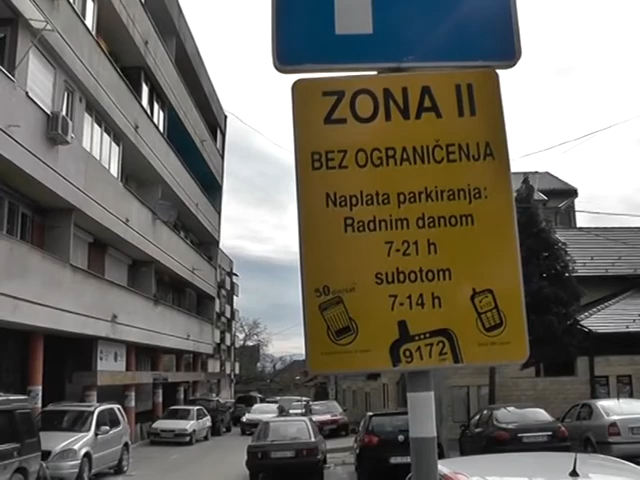 ZONA II
BEZ OGRANIČENJA
Naplata parkiranja:
Radnim danom
7-21 h
subotom
7-14 h
9172